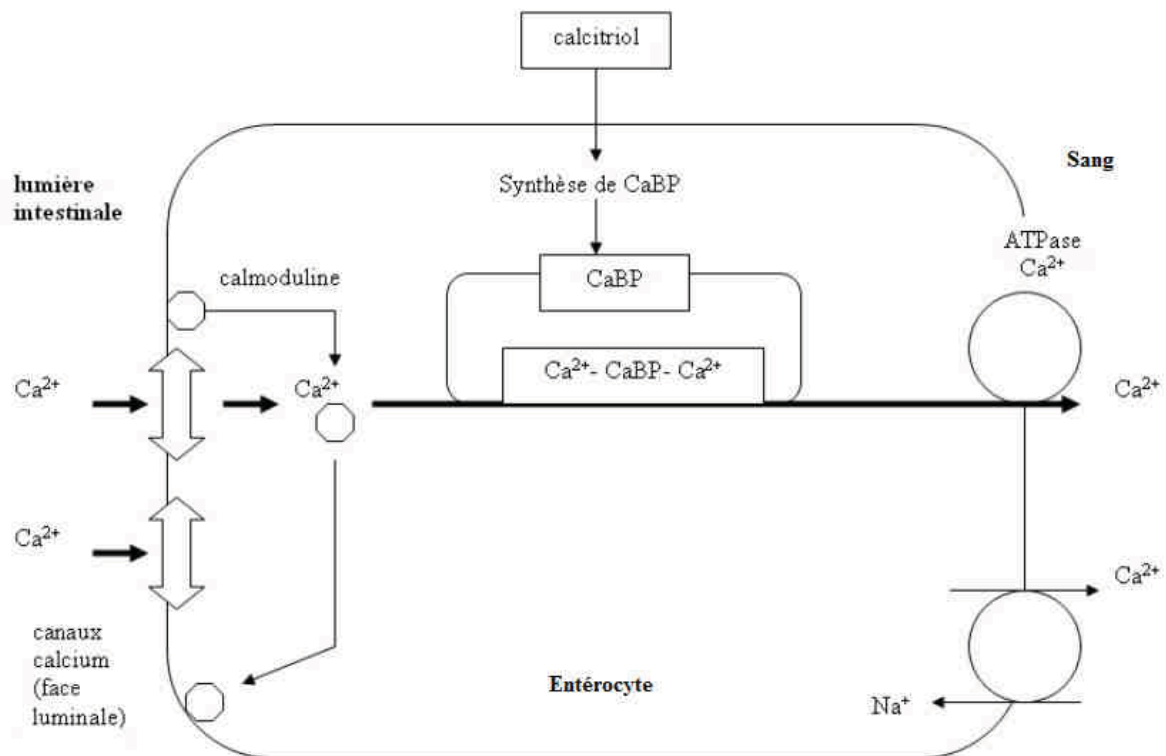 calcitriol
Sang
lumière
intestinale
Synthèse de CaBP
ATPase
Ca²⁺
calmoduline
CaBP
Ca²⁺
Ca²⁺
Ca²⁺- CaBP- Ca²⁺
Ca²⁺
Ca²⁺
Ca²⁺
canaux
calcium
(face
luminale)
Entérocyte
Na⁺